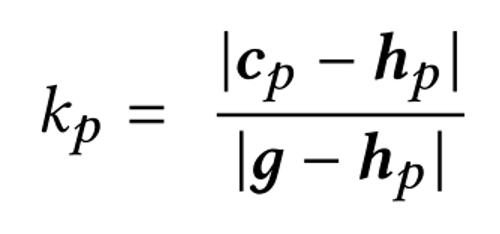 k_p = |c_p − h_p| / |g − h_p|